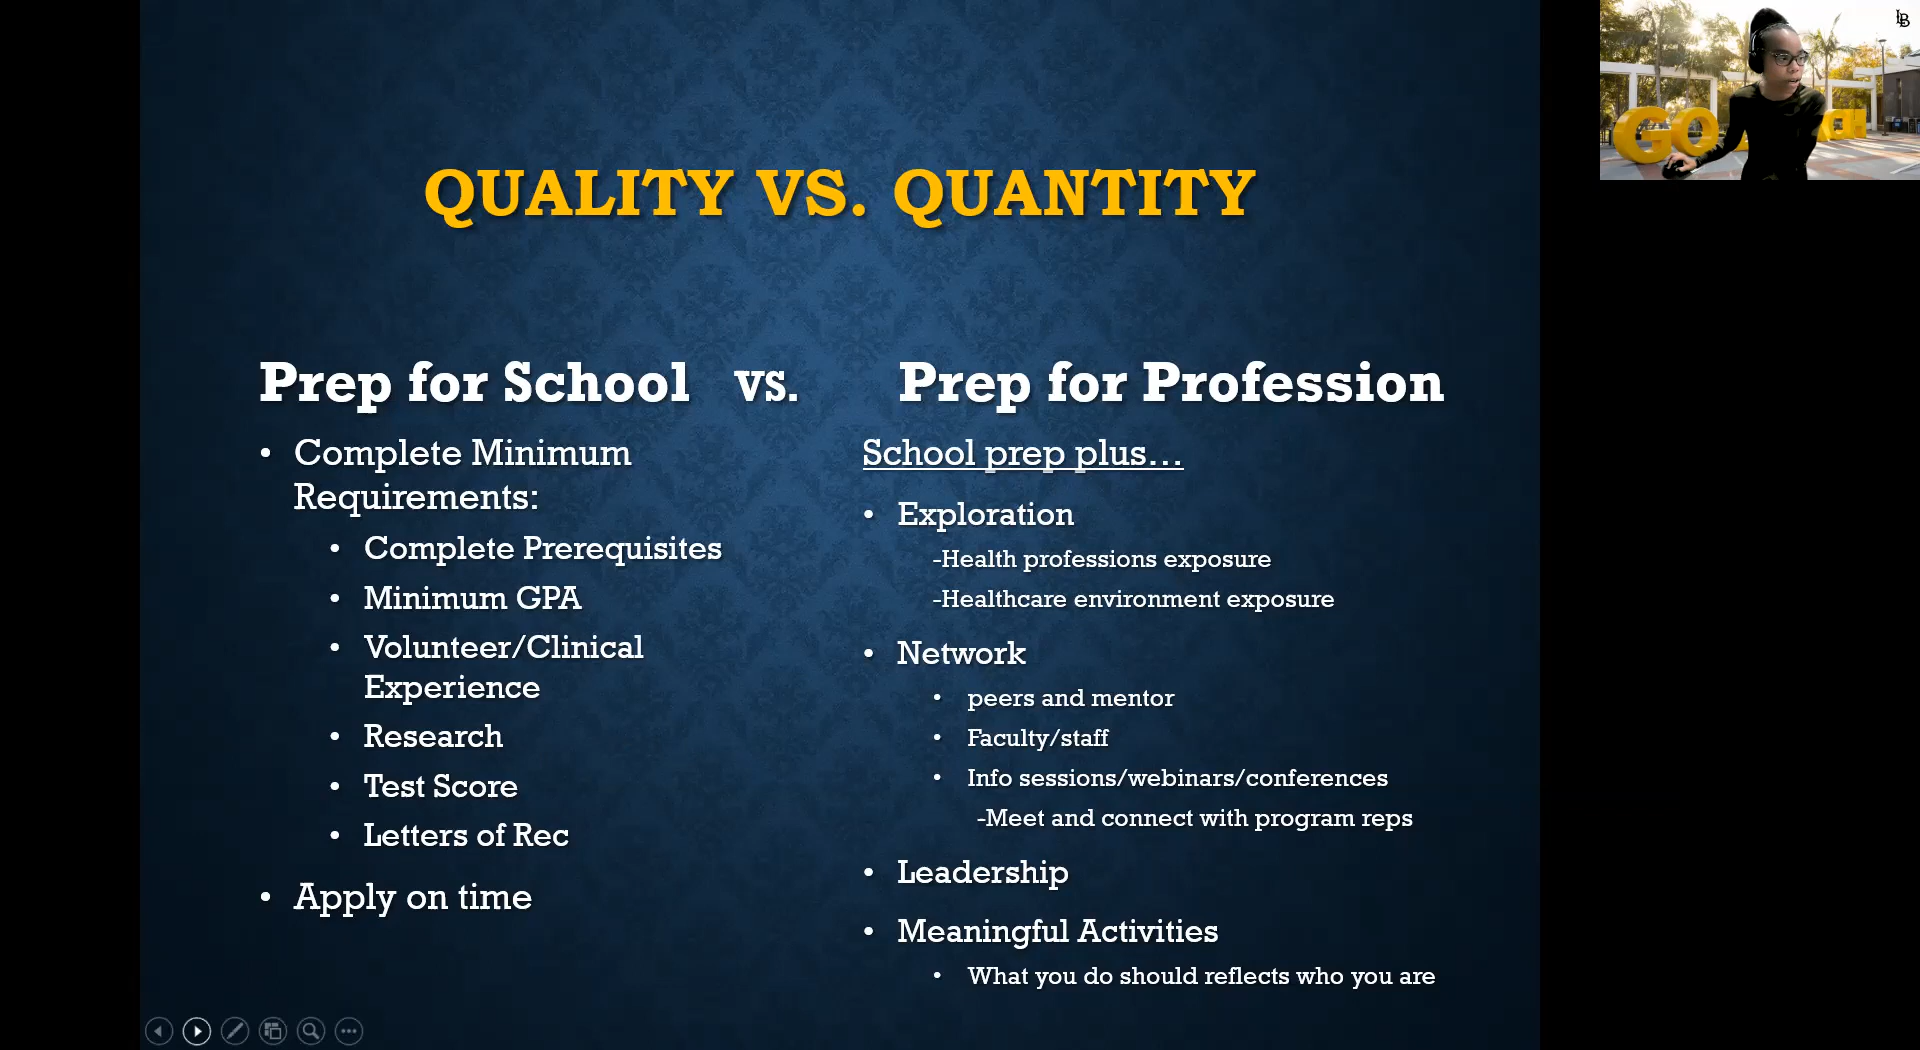 QUALITY VS. QUANTITY
Prep for School vs. Prep for Profession
• Complete Minimum
Requirements:
• Complete Prerequisites
• Minimum GPA
• Volunteer/Clinical
Experience
• Research
• Test Score
• Letters of Rec
• Apply on time
School prep plus...
• Exploration
-Health professions exposure
-Healthcare environment exposure
• Network
• peers and mentor
• Faculty/staff
• Info sessions/webinars/conferences
-Meet and connect with program reps
• Leadership
• Meaningful Activities
• What you do should reflects who you are
LB
GO